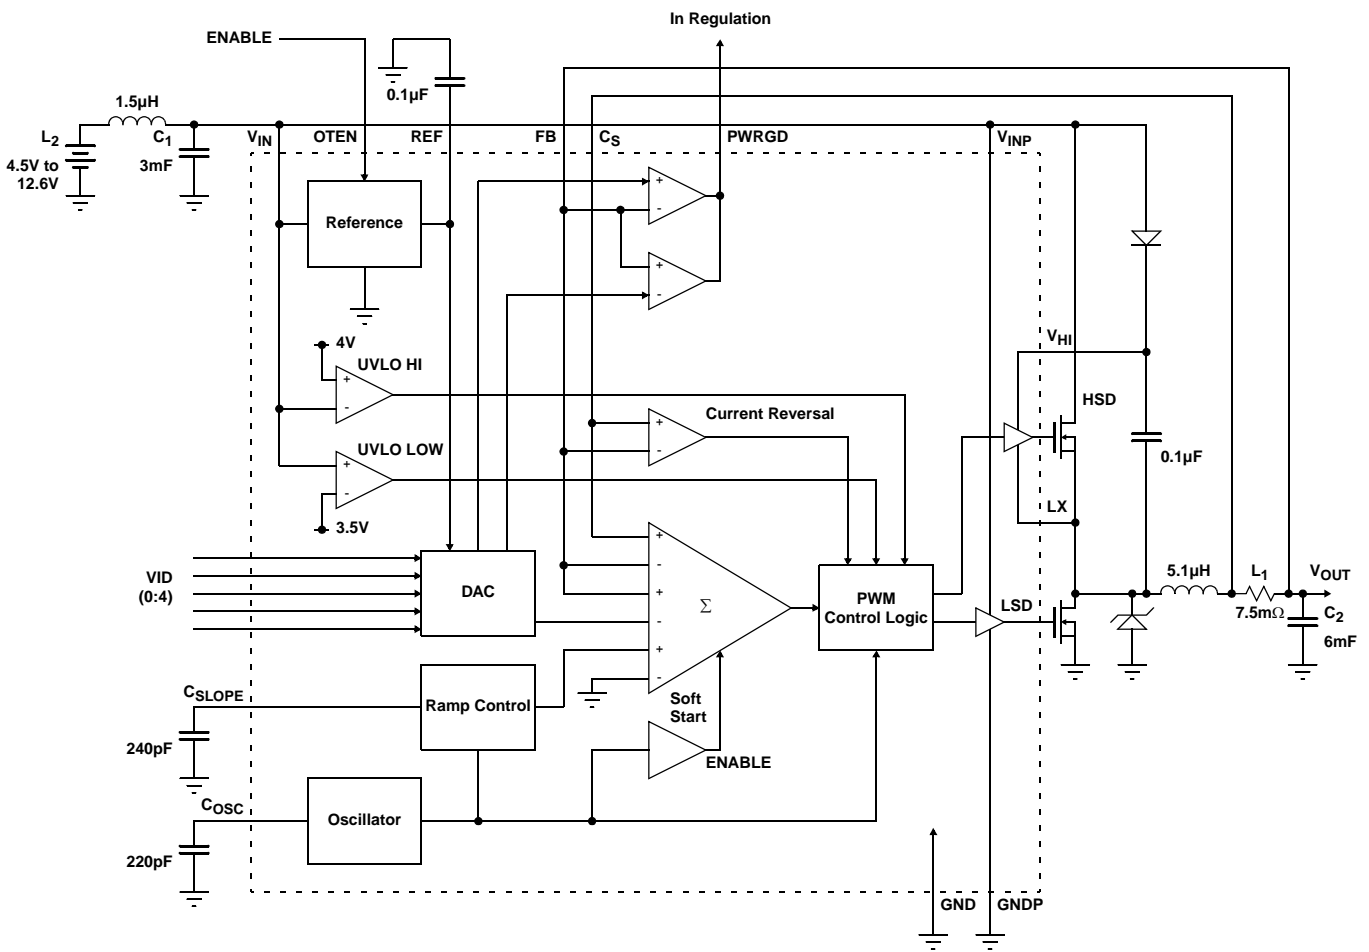 In Regulation
ENABLE
0.1µF
1.5µH
L2
4.5V to
12.6V
C1
3mF
VIN
OTEN
REF
FB
CS
PWRGD
VINP
+
-
Reference
+
-
4V
UVLO HI
+
-
VHI
HSD
Current Reversal
+
-
0.1µF
UVLO LOW
+
-
3.5V
LX
VID
(0:4)
DAC
+
-
+
-
+
-
Σ
PWM
Control Logic
LSD
5.1µH
L1
7.5mΩ
VOUT
C2
6mF
CSLOPE
Ramp Control
240pF
Soft
Start
ENABLE
COSC
Oscillator
220pF
GND
GNDP